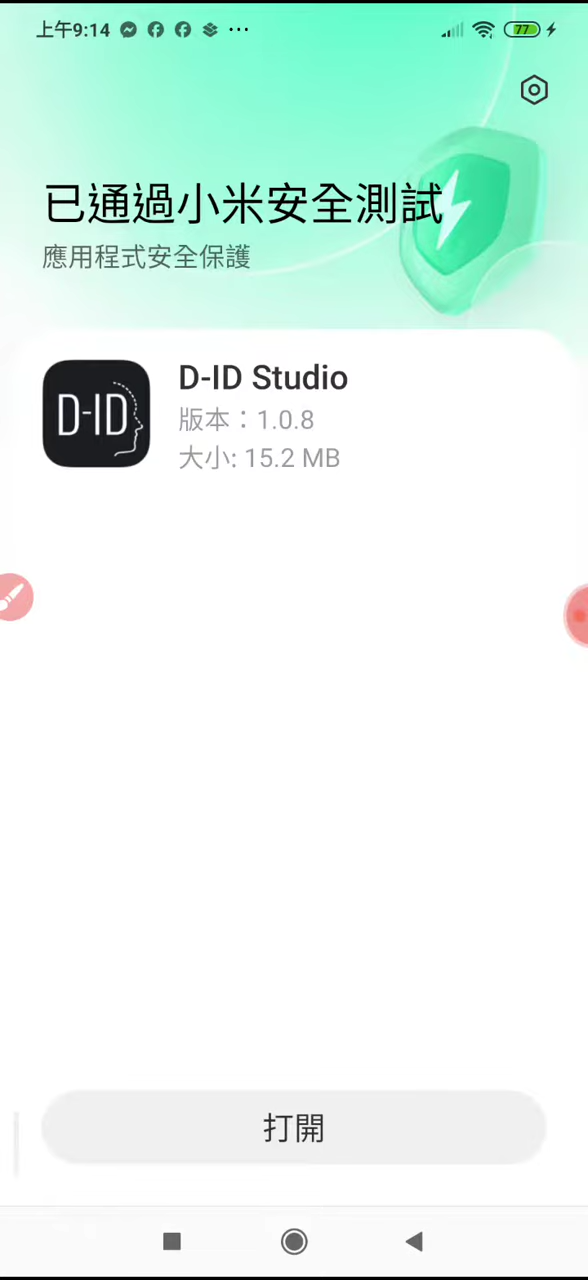 上午9:14
77
已通過小米安全測試
應用程式安全保護
D-ID
D-ID Studio
版本：1.0.8
大小: 15.2 MB
打開